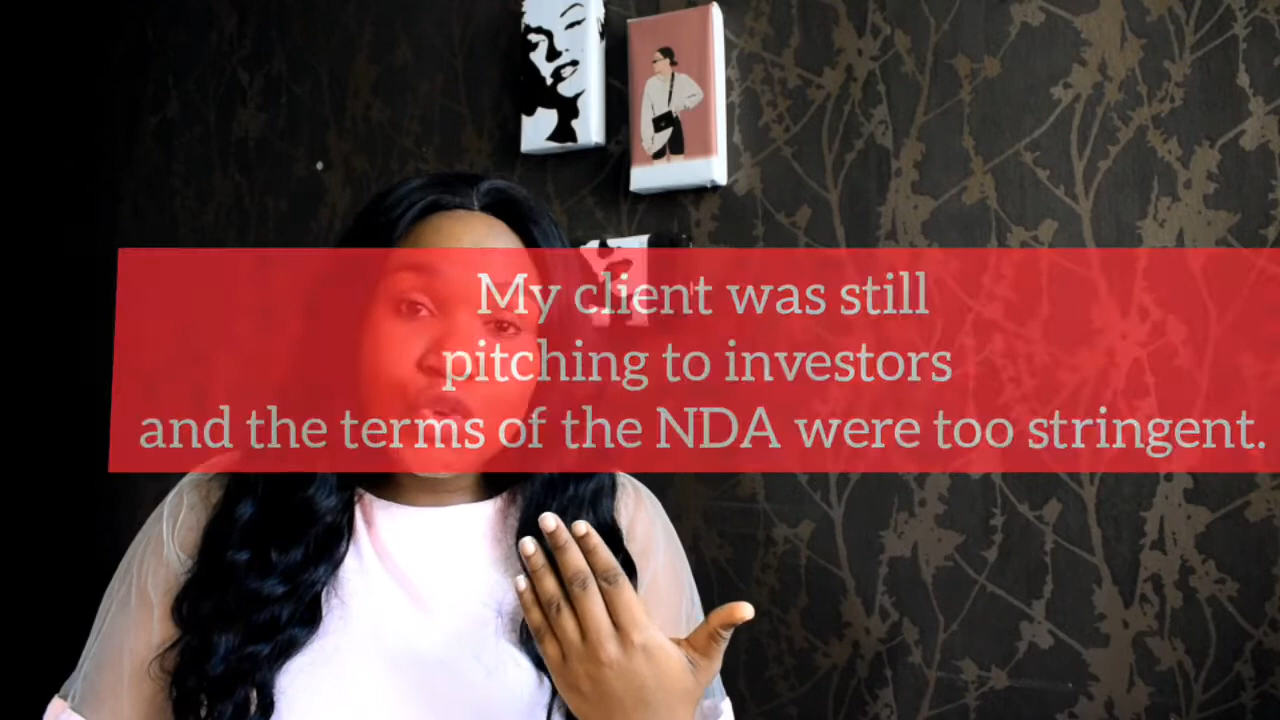 My client was still
pitching to investors
and the terms of the NDA were too stringent.